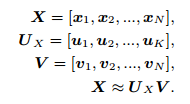 X = [x₁, x₂, ..., x_N],
U_X = [u₁, u₂, ..., u_K],
V = [v₁, v₂, ..., v_N],
X ≈ U_X V.